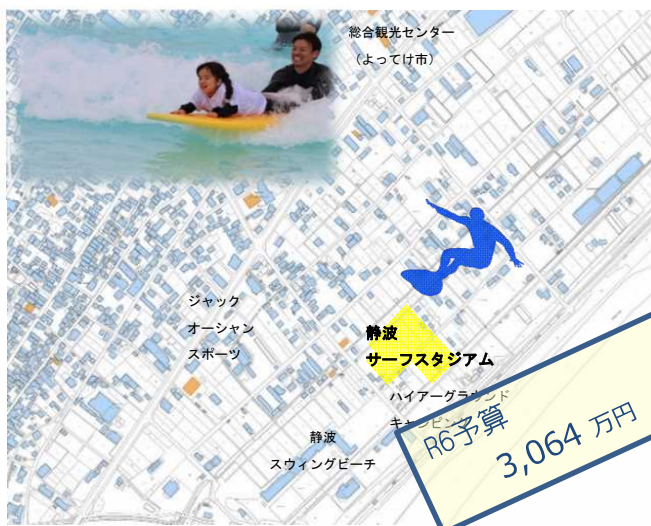 総合観光センター
（よってけ市）
ジャック
オーシャン
スポーツ
静波
サーフスタジアム
ハイアーグラウンド
キャンピング
静波
スウィングビーチ
R6予算
3,064 万円